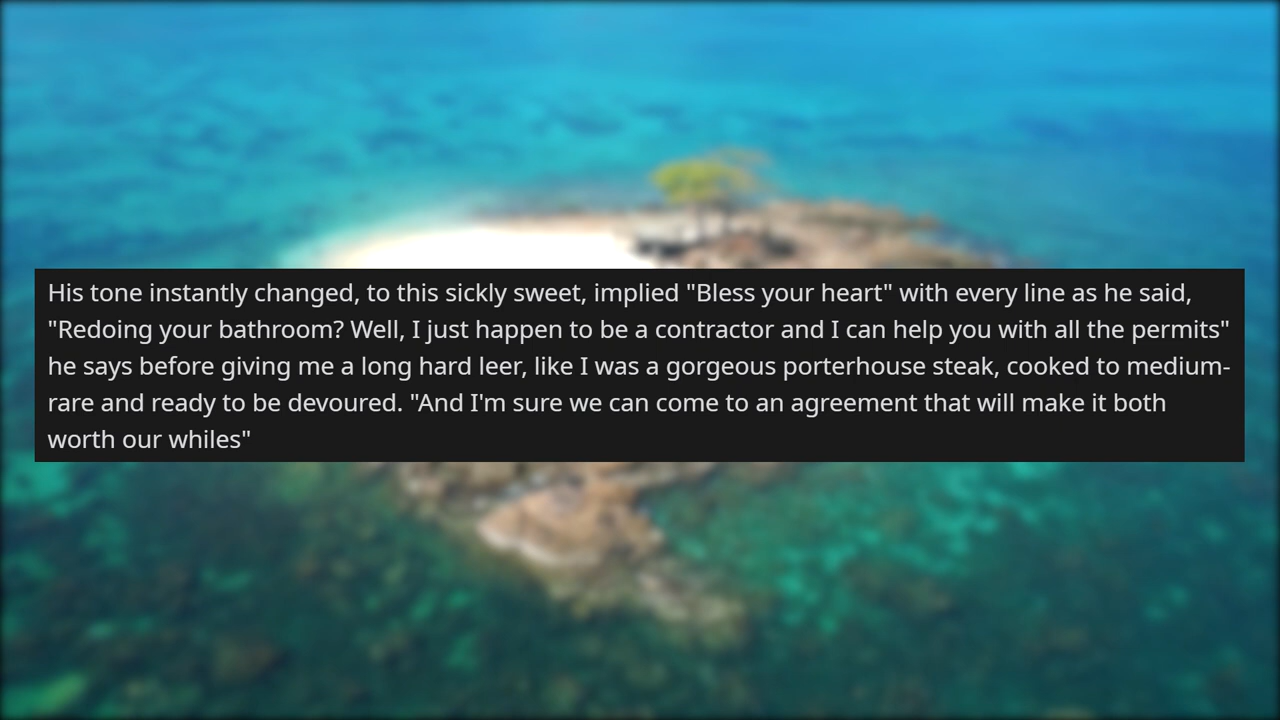 His tone instantly changed, to this sickly sweet, implied "Bless your heart" with every line as he said,
"Redoing your bathroom? Well, I just happen to be a contractor and I can help you with all the permits"
he says before giving me a long hard leer, like I was a gorgeous porterhouse steak, cooked to medium-
rare and ready to be devoured. "And I'm sure we can come to an agreement that will make it both
worth our whiles"